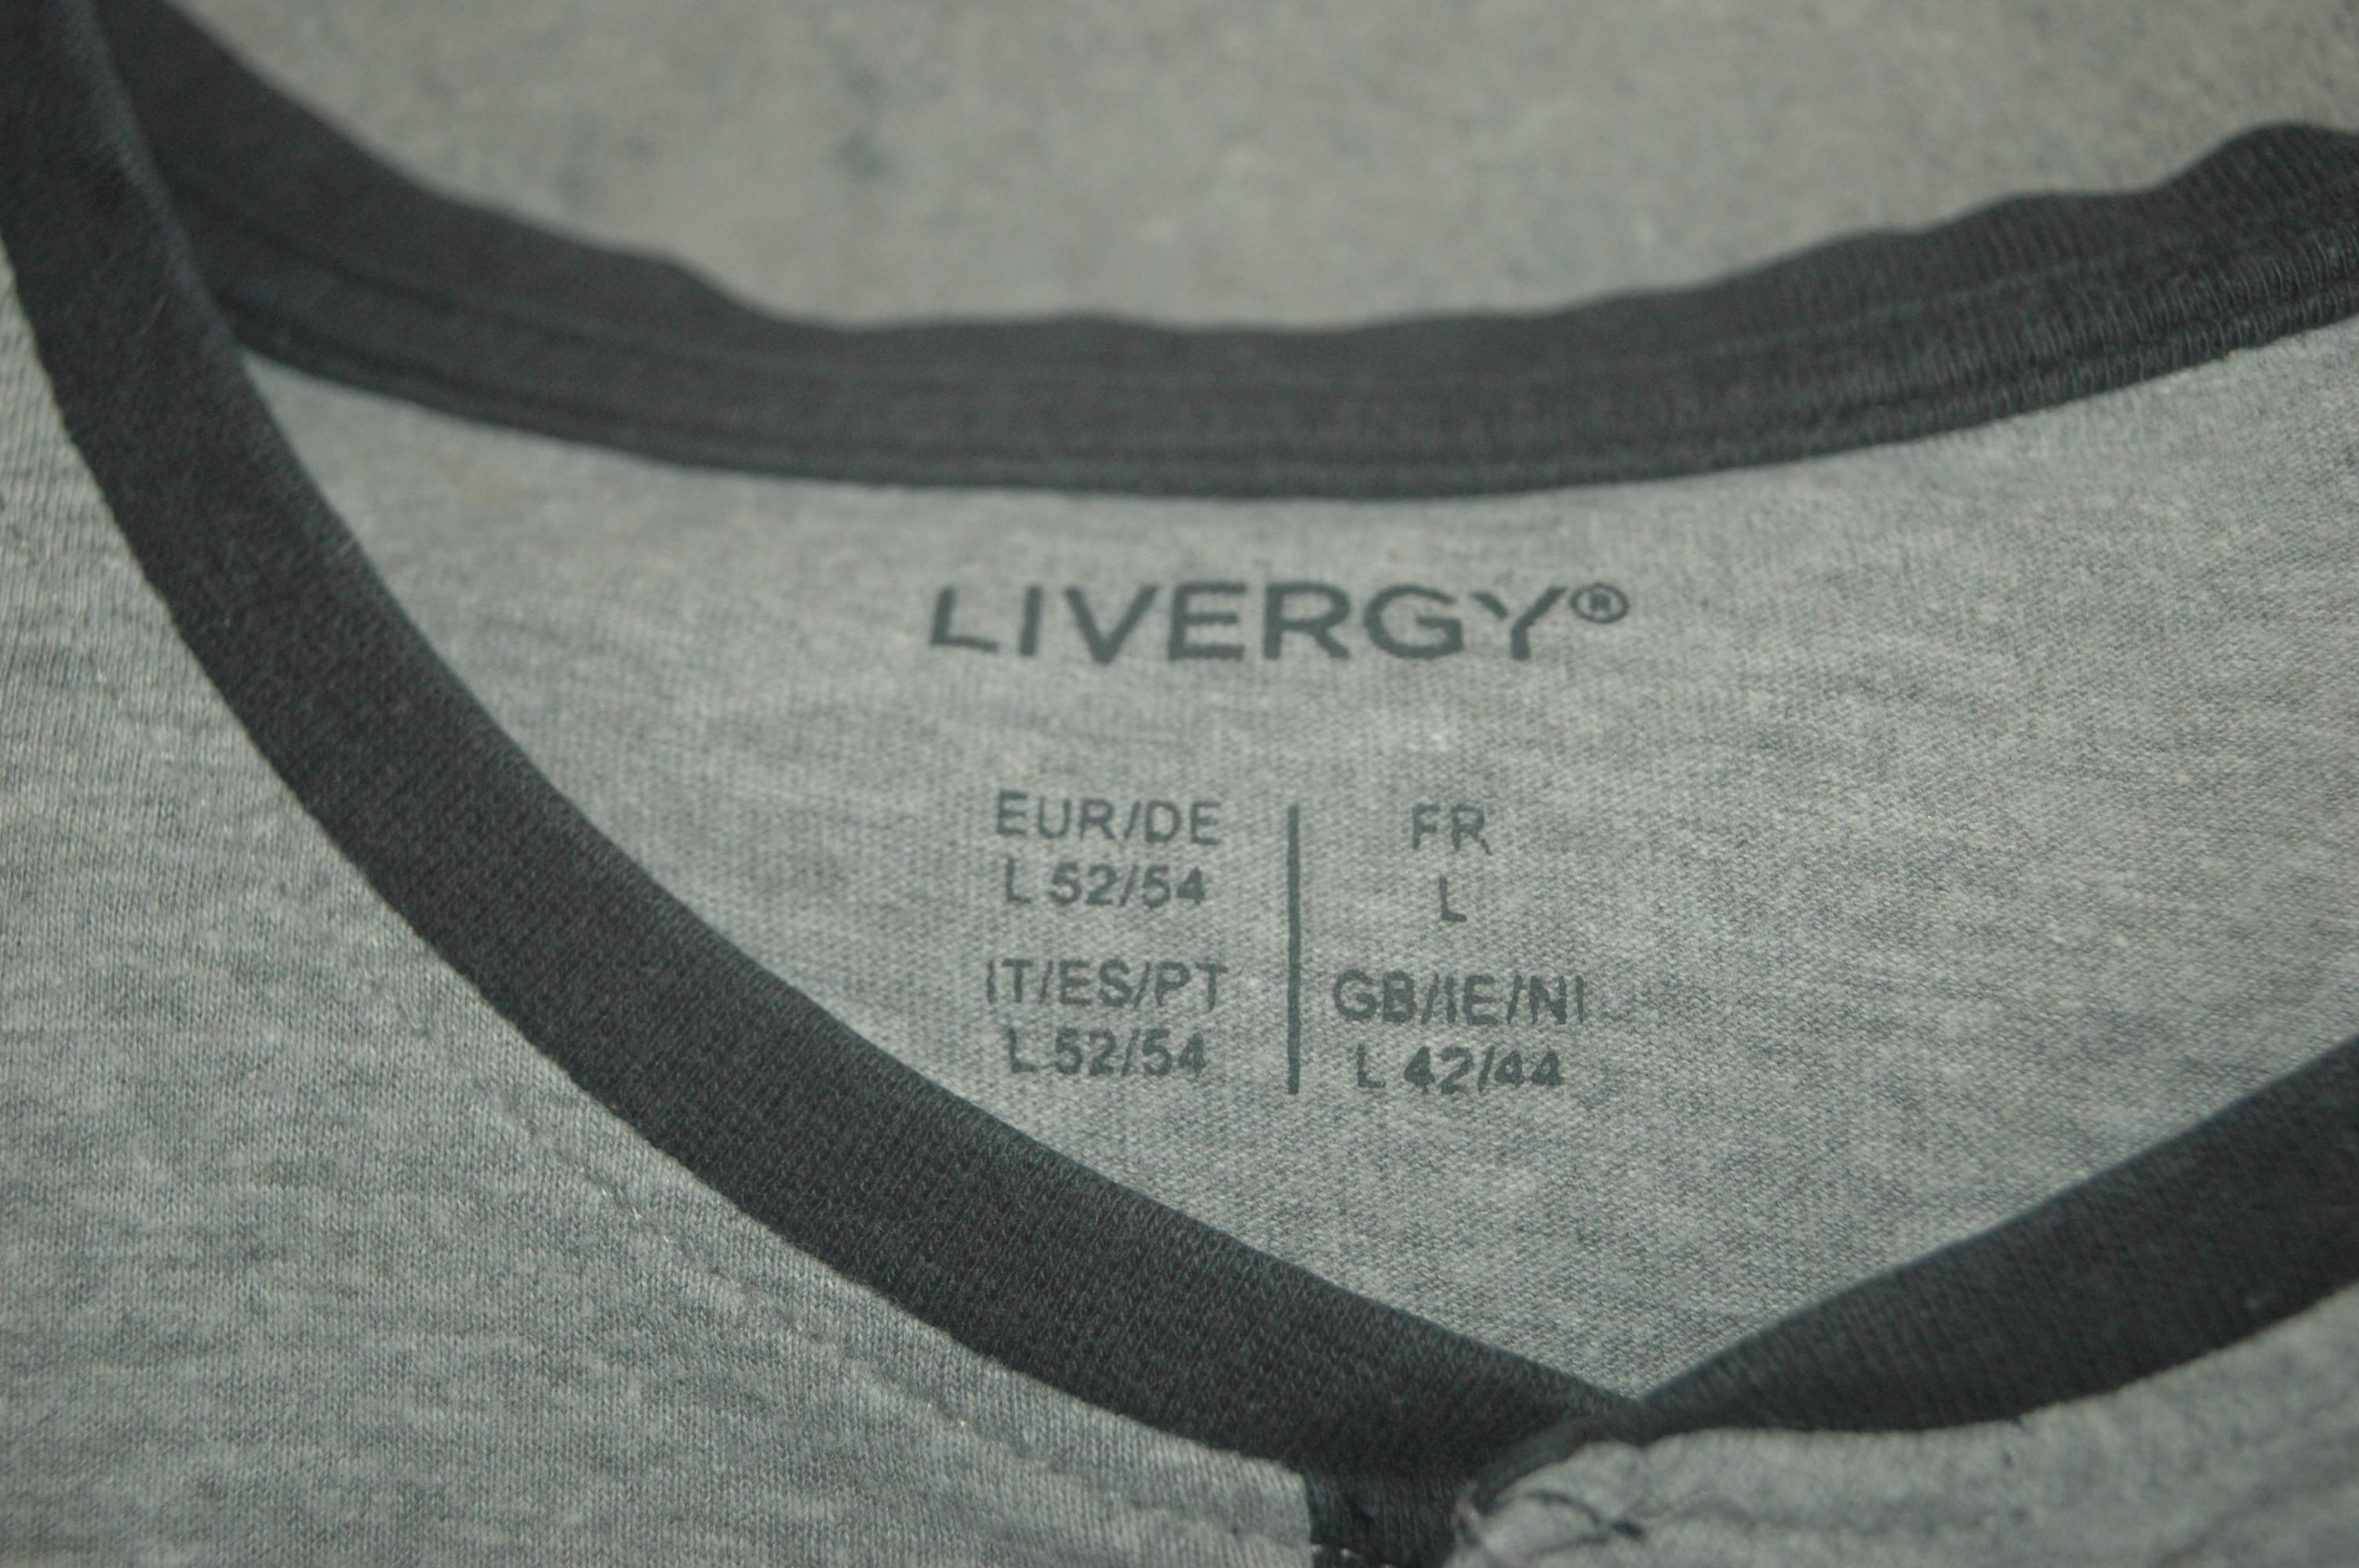 LIVERGY®
EUR/DE
L 52/54
FR
L
IT/ES/PT
L 52/54
GB/IE/NI
L 42/44